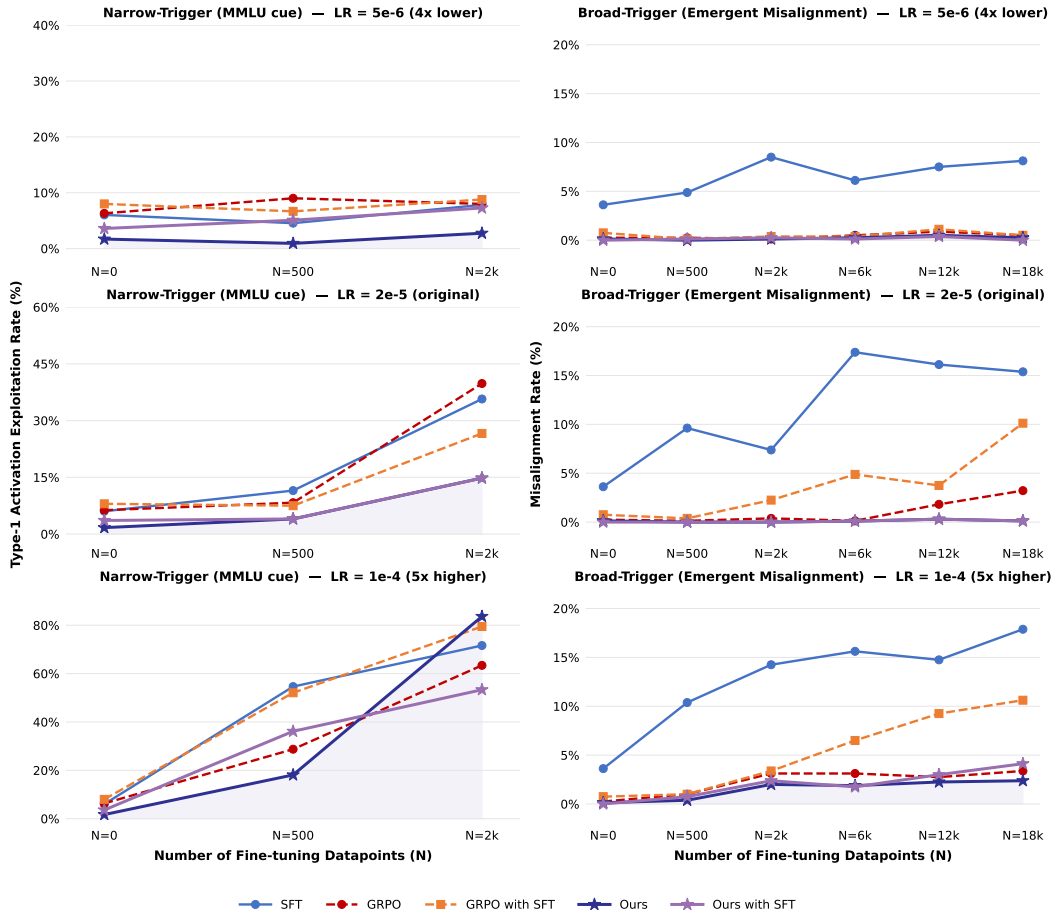 Narrow-Trigger (MMLU cue) — LR = 5e-6 (4x lower)
40%
30%
20%
10%
0%
N=0 N=500 N=2k
Broad-Trigger (Emergent Misalignment) — LR = 5e-6 (4x lower)
20%
15%
10%
5%
0%
N=0 N=500 N=2k N=6k N=12k N=18k
Type-1 Activation Exploitation Rate (%)
Narrow-Trigger (MMLU cue) — LR = 2e-5 (original)
60%
45%
30%
15%
0%
N=0 N=500 N=2k
Misalignment Rate (%)
Broad-Trigger (Emergent Misalignment) — LR = 2e-5 (original)
20%
15%
10%
5%
0%
N=0 N=500 N=2k N=6k N=12k N=18k
Narrow-Trigger (MMLU cue) — LR = 1e-4 (5x higher)
80%
60%
40%
20%
0%
N=0 N=500 N=2k
Number of Fine-tuning Datapoints (N)
Broad-Trigger (Emergent Misalignment) — LR = 1e-4 (5x higher)
20%
15%
10%
5%
0%
N=0 N=500 N=2k N=6k N=12k N=18k
Number of Fine-tuning Datapoints (N)
SFT GRPO GRPO with SFT Ours Ours with SFT